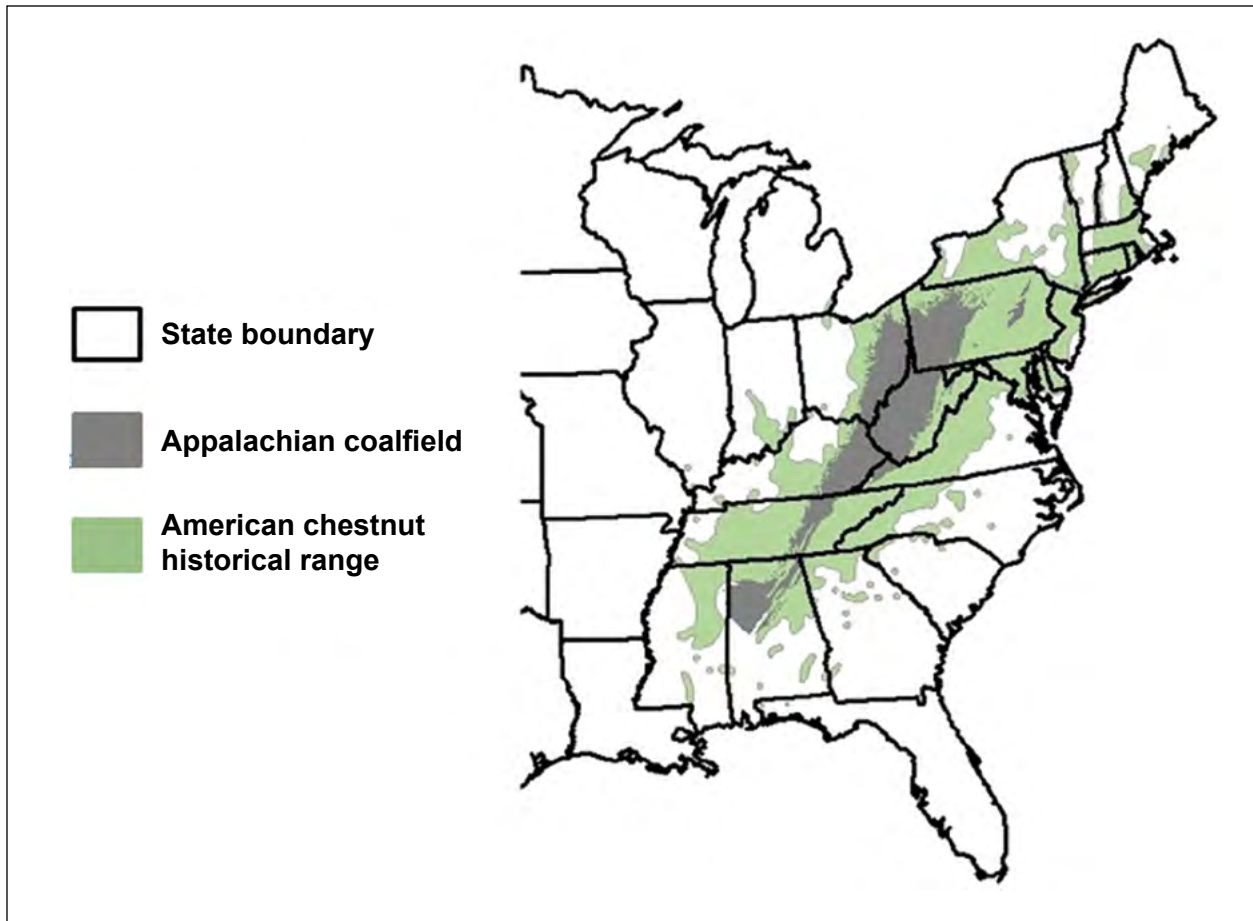 State boundary
Appalachian coalfield
American chestnut
historical range